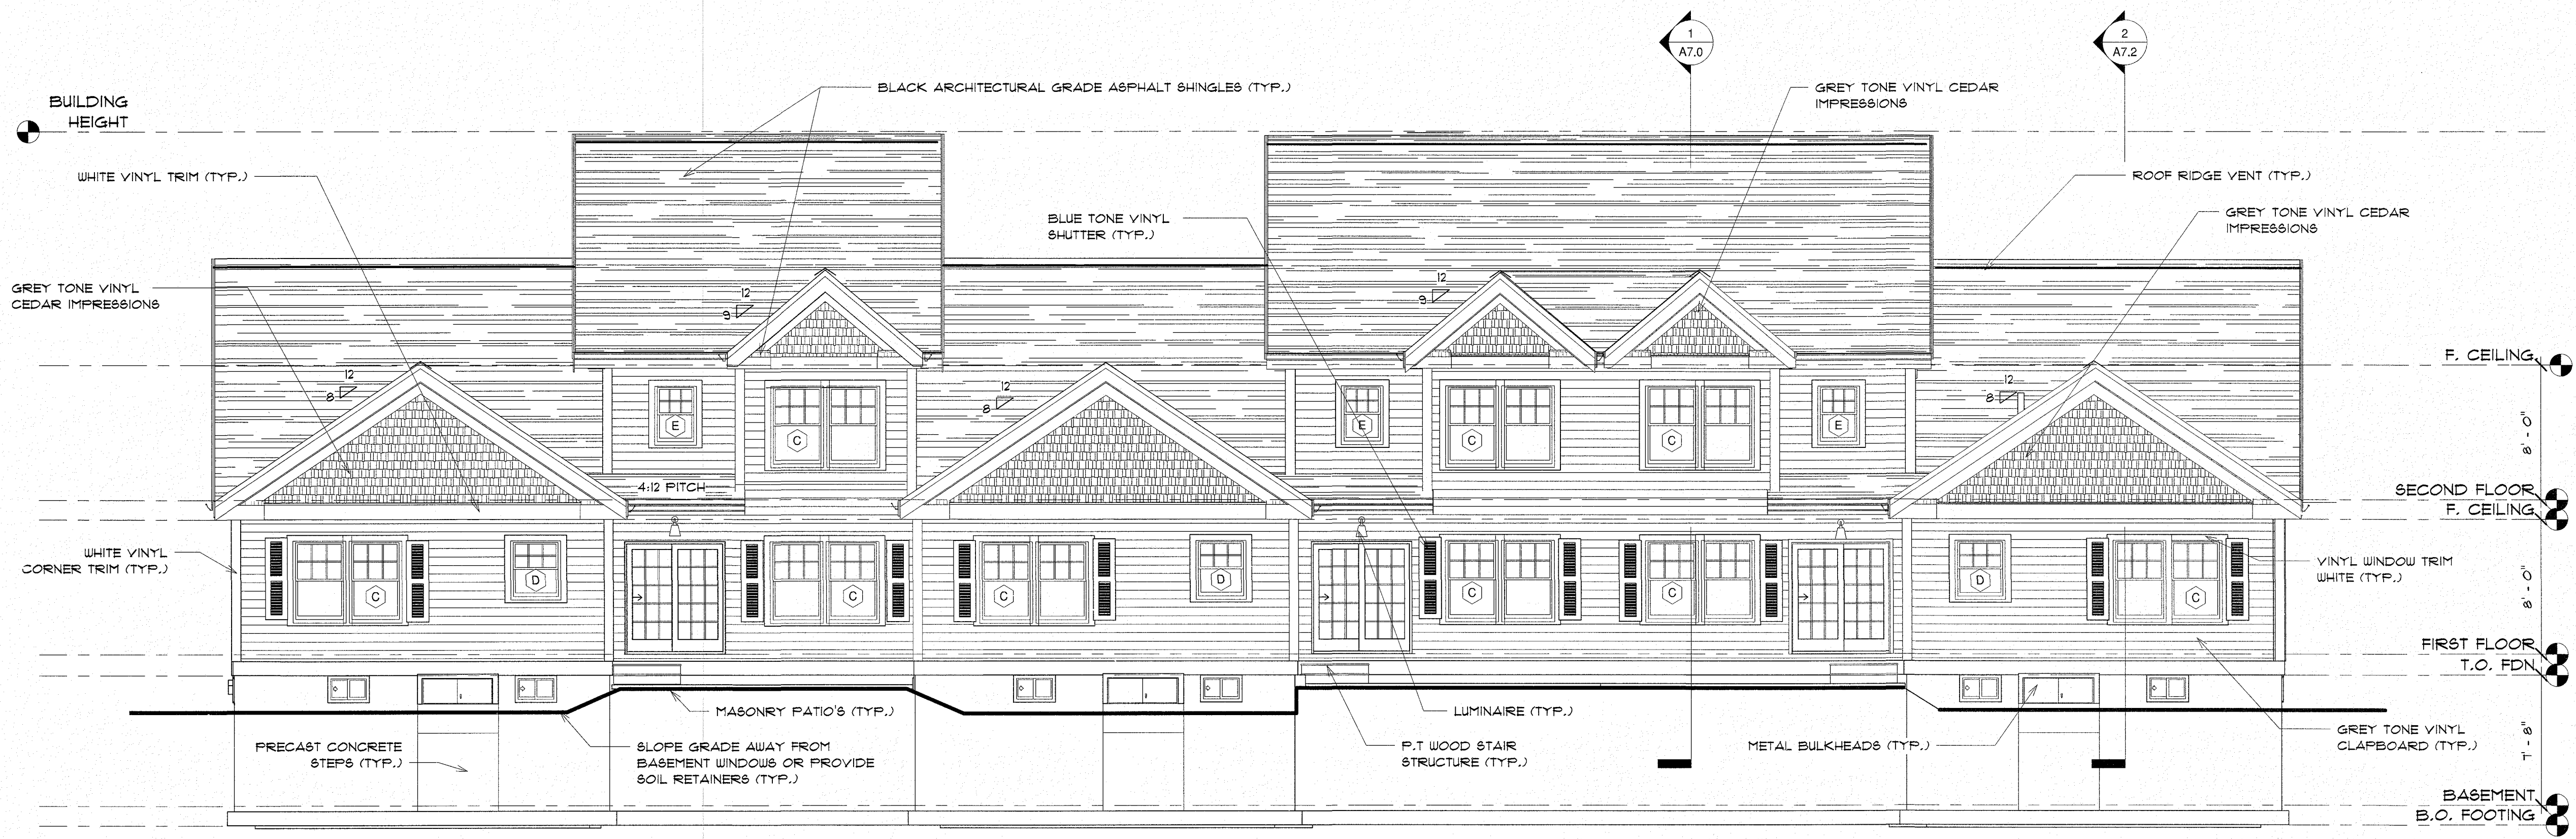 1
A7.0
2
A7.2
BLACK ARCHITECTURAL GRADE ASPHALT SHINGLES (TYP.)
GREY TONE VINYL CEDAR
IMPRESSIONS
BUILDING
HEIGHT
WHITE VINYL TRIM (TYP.)
ROOF RIDGE VENT (TYP.)
BLUE TONE VINYL
SHUTTER (TYP.)
GREY TONE VINYL CEDAR
IMPRESSIONS
GREY TONE VINYL
CEDAR IMPRESSIONS
12
9
12
9
F. CEILING
12
8
12
8
12
8
E
C
E
C
C
E
8'-0"
4:12 PITCH
SECOND FLOOR
F. CEILING
WHITE VINYL
CORNER TRIM (TYP.)
VINYL WINDOW TRIM
WHITE (TYP.)
C
D
C
C
D
C
C
D
C
8'-0"
FIRST FLOOR
T.O. FDN
MASONRY PATIO'S (TYP.)
LUMINAIRE (TYP.)
PRECAST CONCRETE
STEPS (TYP.)
SLOPE GRADE AWAY FROM
BASEMENT WINDOWS OR PROVIDE
SOIL RETAINERS (TYP.)
P.T WOOD STAIR
STRUCTURE (TYP.)
METAL BULKHEADS (TYP.)
GREY TONE VINYL
CLAPBOARD (TYP.)
7'-8"
BASEMENT
B.O. FOOTING